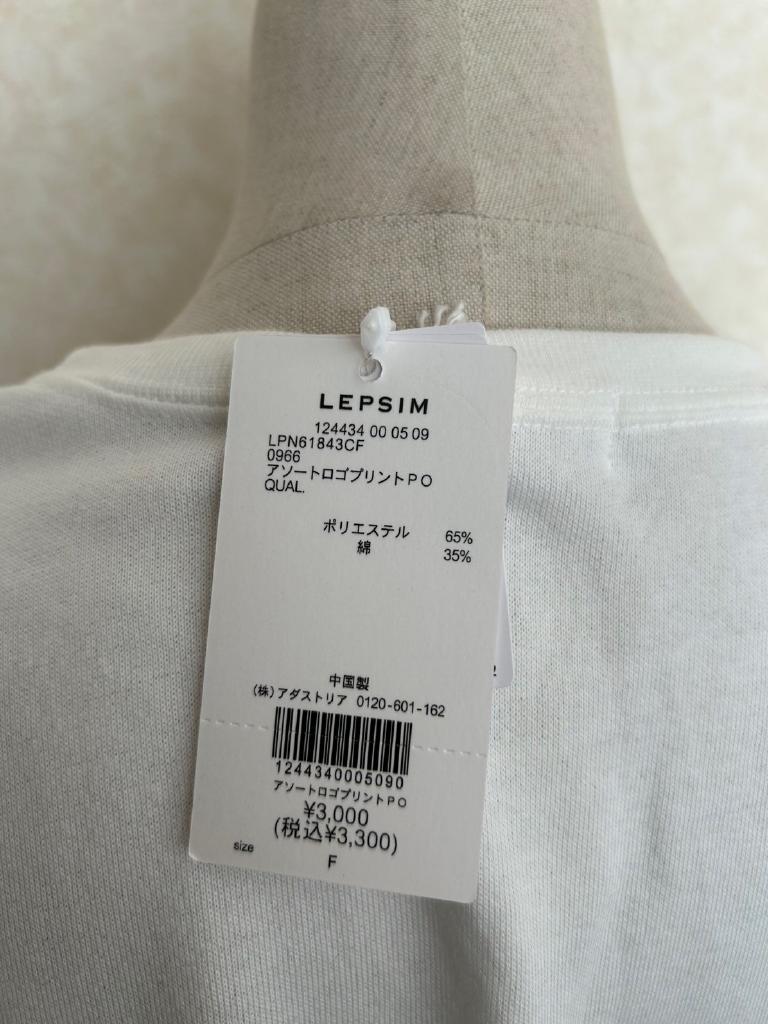 LEPSIM
124434 00 05 09
LPN61843CF
0966
アソートロゴプリントPO
QUAL.
ポリエステル 65%
綿 35%
中国製
(株)アダストリア 0120-601-162
1244340005090
アソートロゴプリントPO
¥3,000
(税込¥3,300)
size F